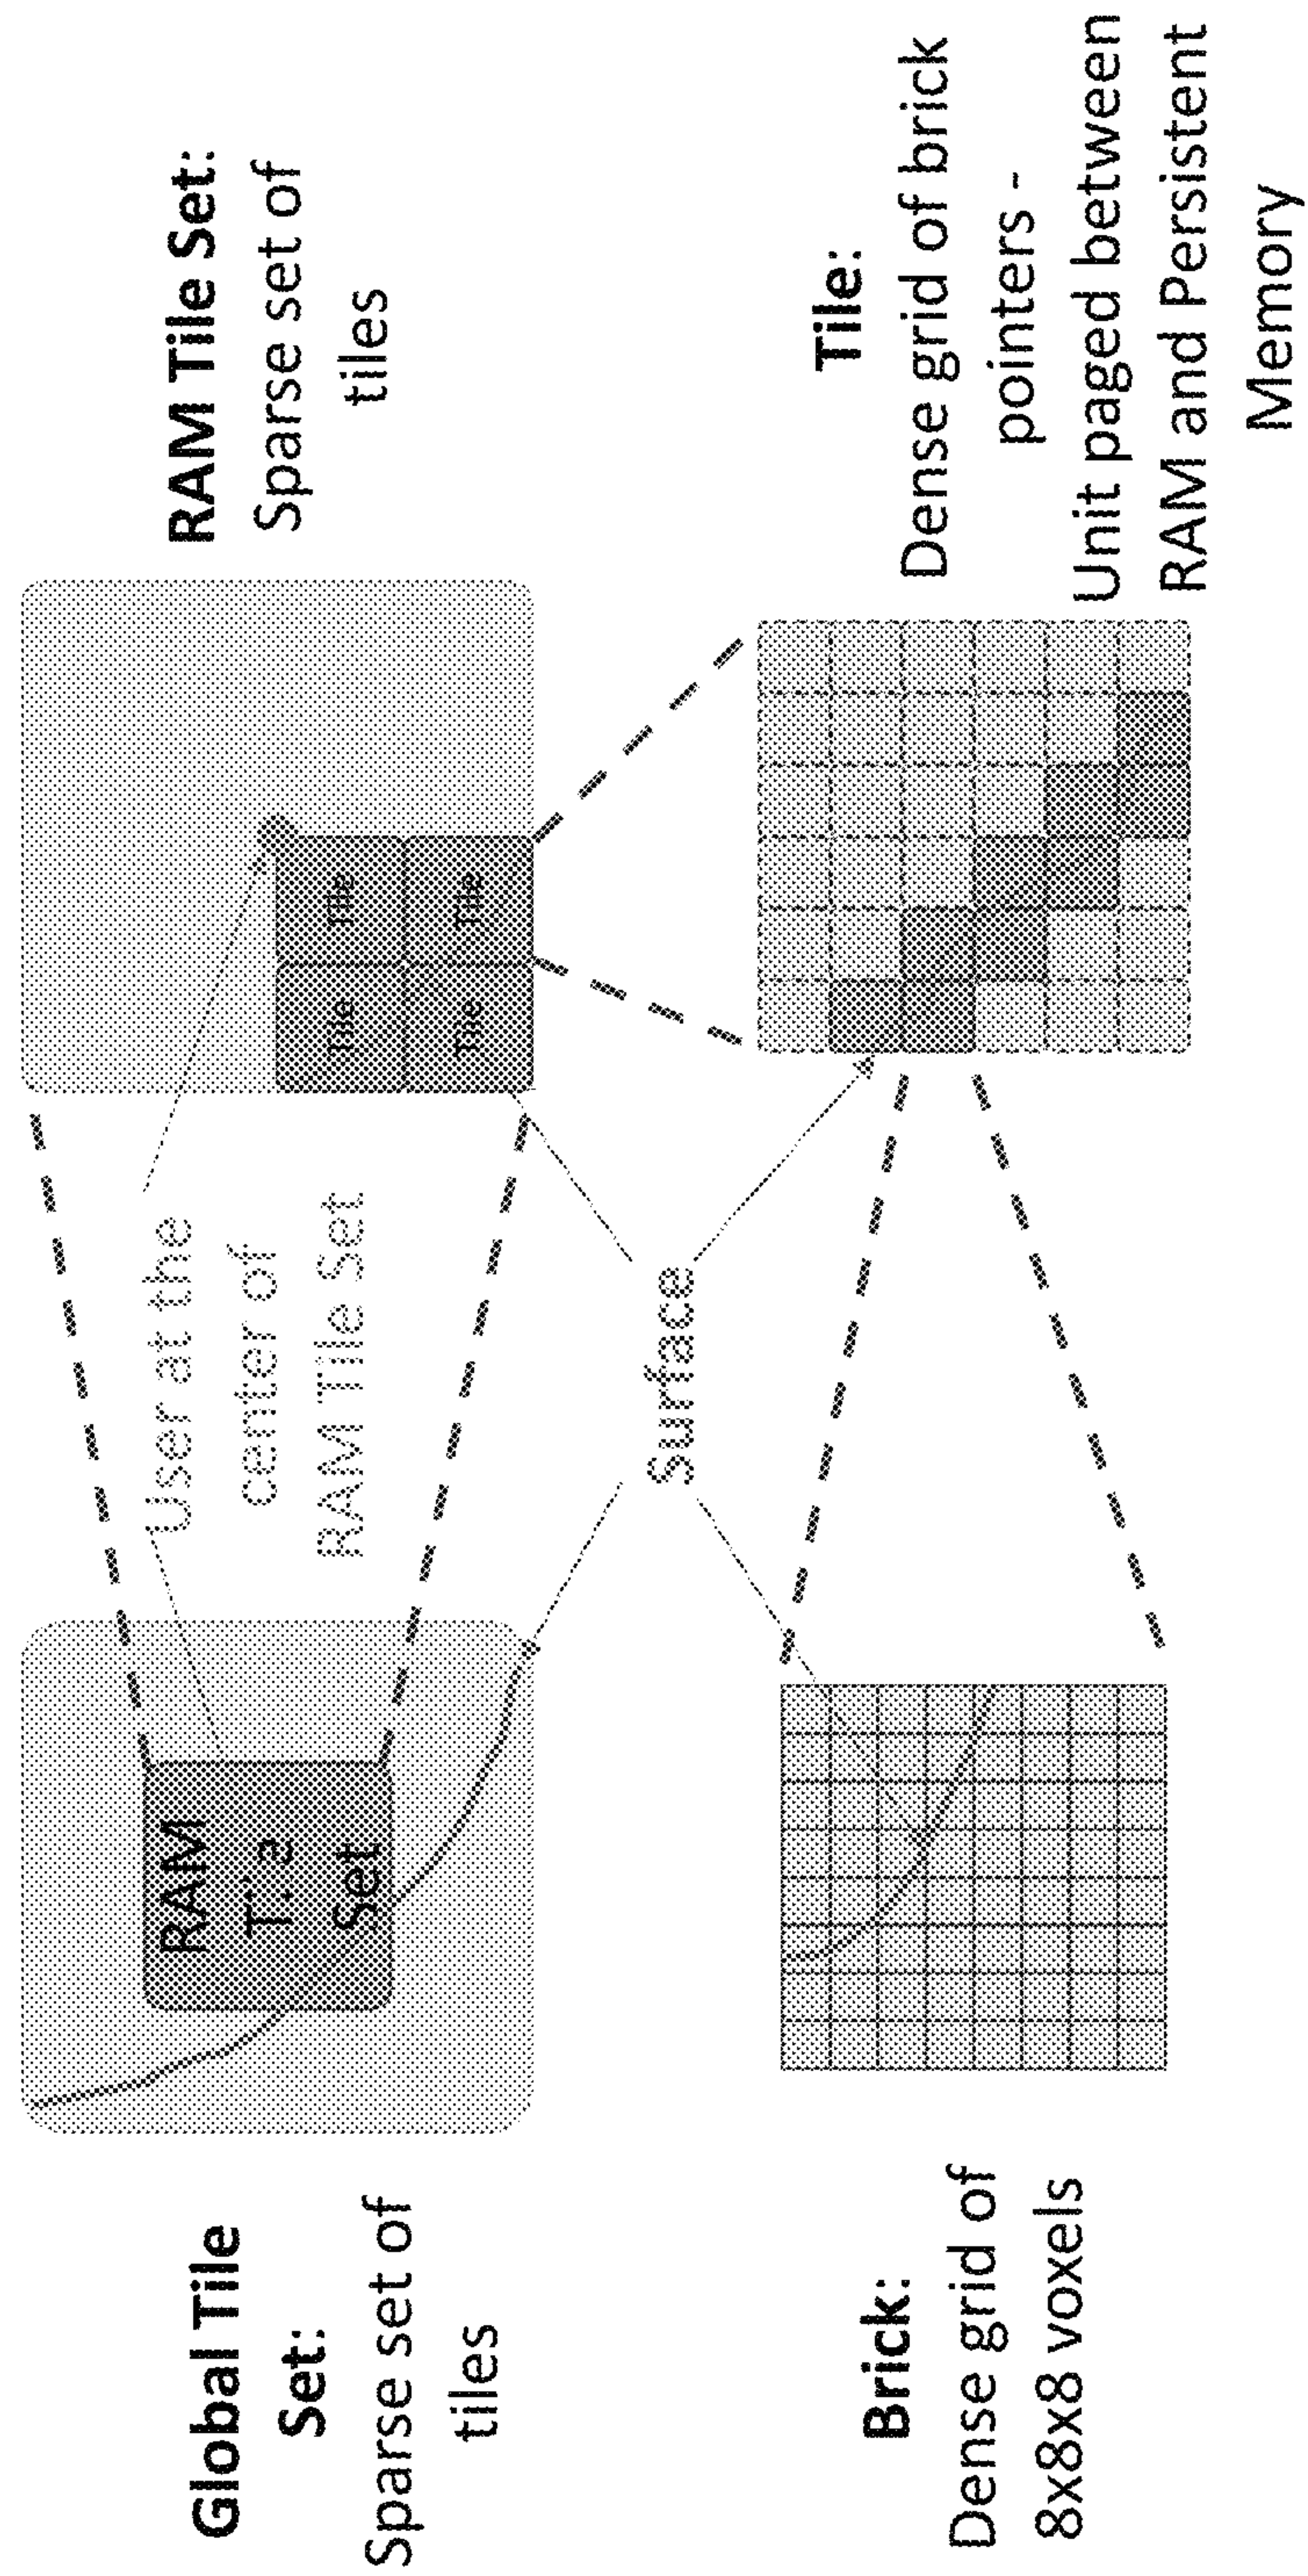 Global Tile
Set:
Sparse set of
tiles
RAM
Set
User at the
center of
RAM Tile Set
Tile
Tile
Tile
Tile
RAM Tile Set:
Sparse set of
tiles
Surface
Brick:
Dense grid of
8x8x8 voxels
Tile:
Dense grid of brick
pointers -
Unit paged between
RAM and Persistent
Memory